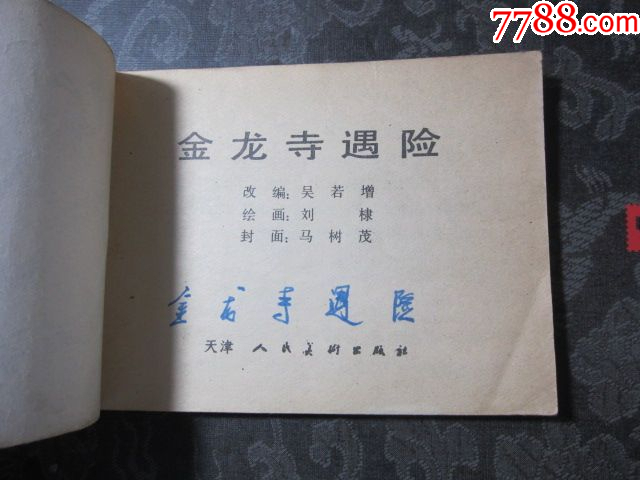 7788.com
金龙寺遇险
改编：吴若增
绘画：刘棣
封面：马树茂
金龙寺遇险
天津人民美术出版社